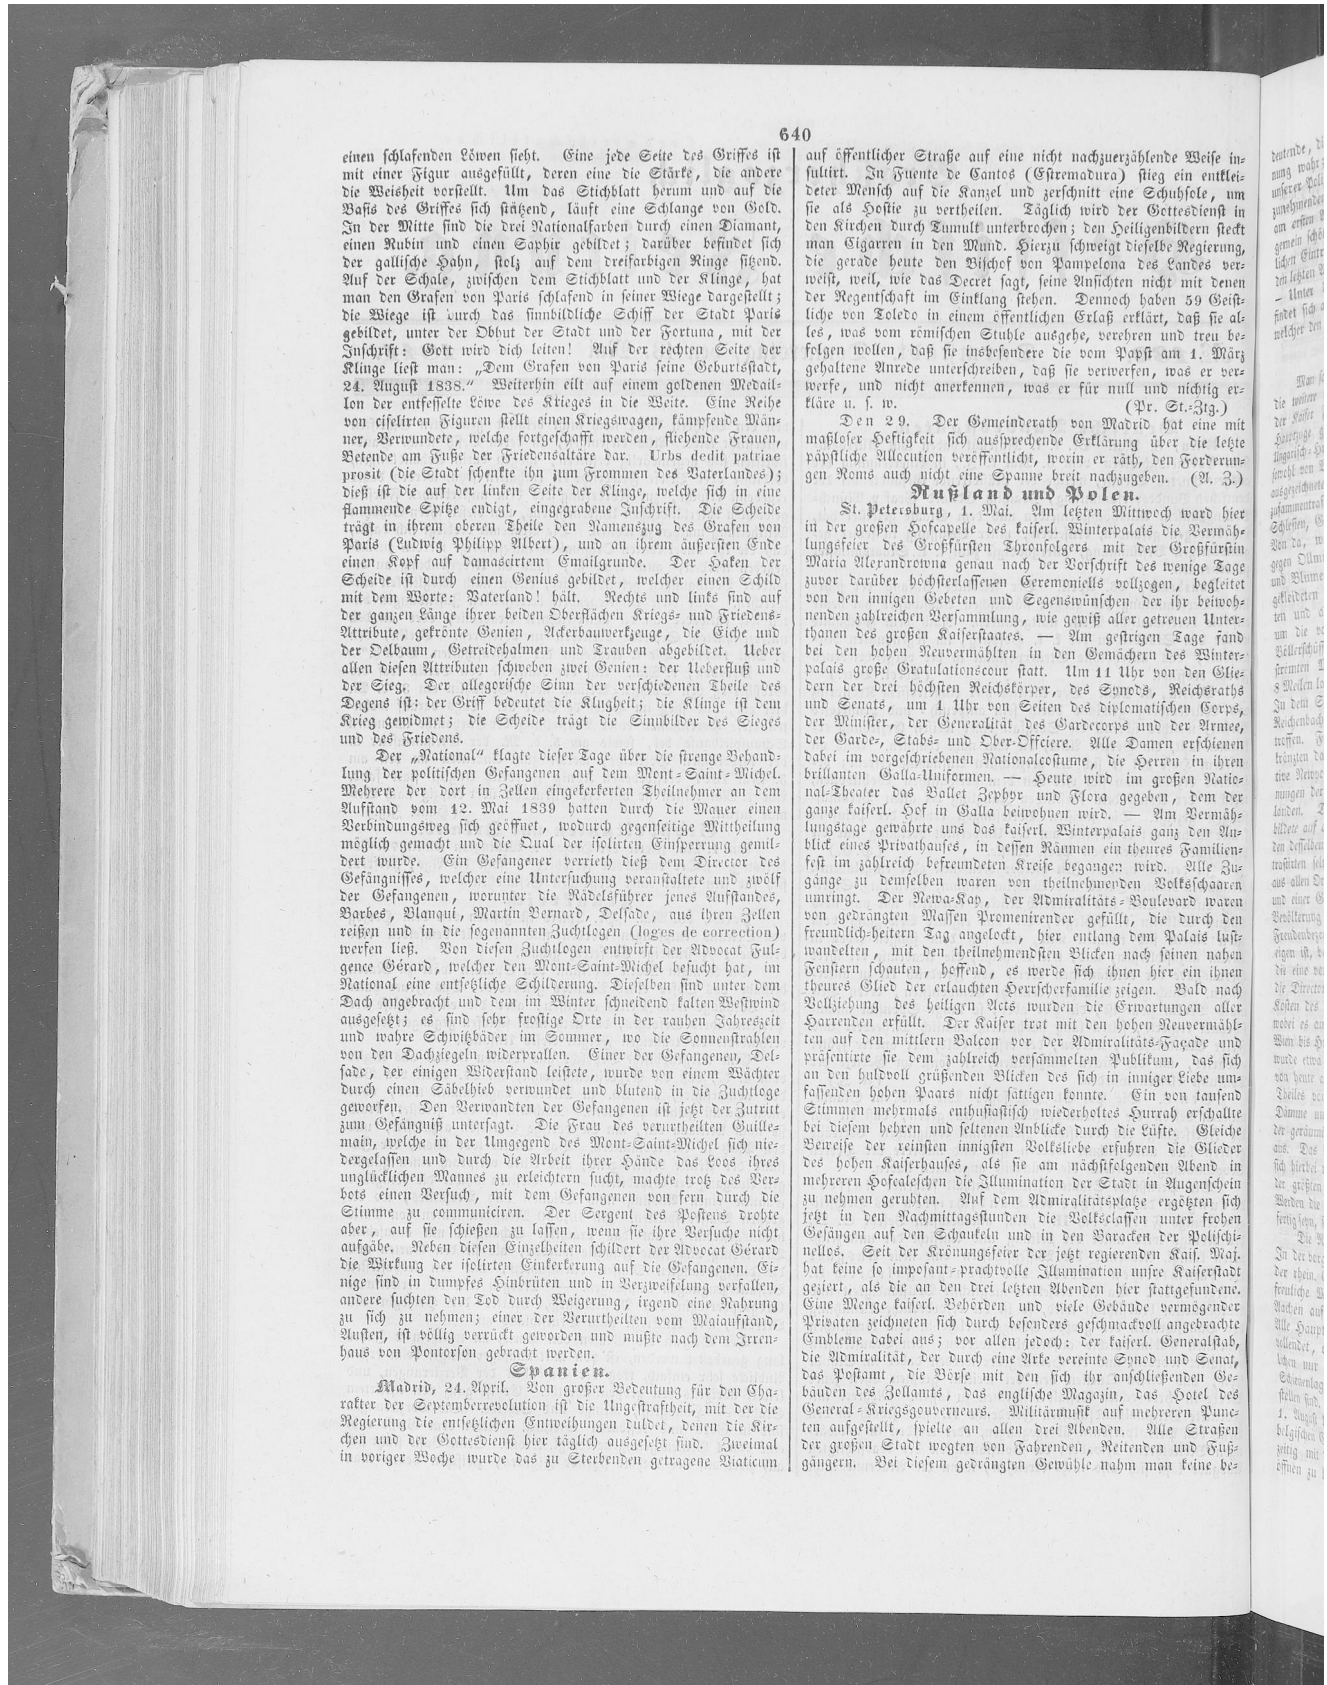 640
einen schlafenden Löwen sieht. Eine jede Seite des Griffes ist
mit einer Figur ausgefüllt, deren eine die Stärke, die andere
die Weisheit vorstellt. Um das Stichblatt herum und auf die
Basis des Griffes sich stützend, läuft eine Schlange von Gold.
In der Mitte sind die drei Nationalfarben durch einen Diamant,
einen Rubin und einen Saphir gebildet; darüber befindet sich
der gallische Hahn, stolz auf dem dreifarbigen Ringe sitzend.
Auf der Schale, zwischen dem Stichblatt und der Klinge, hat
man den Grafen von Paris schlafend in seiner Wiege dargestellt;
die Wiege ist durch das sinnbildliche Schiff der Stadt Paris
gebildet, unter der Obhut der Stadt und der Fortuna, mit der
Inschrift: Gott wird dich leiten! Auf der rechten Seite der
Klinge liest man: „Dem Grafen von Paris seine Geburtsstadt,
24. August 1838.“ Weiterhin eilt auf einem goldenen Medail-
lon der entfesselte Löwe des Krieges in die Weite. Eine Reihe
von ciselirten Figuren stellt einen Kriegswagen, kämpfende Män-
ner, Verwundete, welche fortgeschafft werden, fliehende Frauen,
Betende am Fuße der Friedensaltäre dar. Urbs dedit patriae
prosit (die Stadt schenkte ihn zum Frommen des Vaterlandes);
dieß ist die auf der linken Seite der Klinge, welche sich in eine
flammende Spitze endigt, eingegrabene Inschrift. Die Scheide
trägt in ihrem oberen Theile den Namenszug des Grafen von
Paris (Ludwig Philipp Albert), und an ihrem äußersten Ende
einen Kopf auf damascirtem Emailgrunde. Der Haken der
Scheide ist durch einen Genius gebildet, welcher einen Schild
mit dem Worte: Vaterland! hält. Rechts und links sind auf
der ganzen Länge ihrer beiden Oberflächen Kriegs- und Friedens-
Attribute, gekrönte Genien, Ackerbauwerkzeuge, die Eiche und
der Oelbaum, Getreidehalmen und Trauben abgebildet. Ueber
allen diesen Attributen schweben zwei Genien: der Ueberfluß und
der Sieg. Der allegorische Sinn der verschiedenen Theile des
Degens ist: der Griff bedeutet die Klugheit; die Klinge ist dem
Krieg gewidmet; die Scheide trägt die Sinnbilder des Sieges
und des Friedens.
Der „National“ klagte dieser Tage über die strenge Behand-
lung der politischen Gefangenen auf dem Mont-Saint-Michel.
Mehrere der dort in Zellen eingekerkerten Theilnehmer an dem
Aufstand vom 12. Mai 1839 hatten durch die Mauer einen
Verbindungsweg sich geöffnet, wodurch gegenseitige Mittheilung
möglich gemacht und die Qual der isolirten Einsperrung gemil-
dert wurde. Ein Gefangener verrieth dieß dem Director des
Gefängnisses, welcher eine Untersuchung veranstaltete und zwölf
der Gefangenen, worunter die Rädelsführer jenes Aufstandes,
Barbes, Blanqui, Martin Bernard, Delsade, aus ihren Zellen
reißen und in die sogenannten Zuchtlogen (loges de correction)
werfen ließ. Von diesen Zuchtlogen entwirft der Advocat Ful-
gence Gérard, welcher den Mont-Saint-Michel besucht hat, im
National eine entsetzliche Schilderung. Dieselben sind unter dem
Dach angebracht und dem im Winter schneidend kalten Westwind
ausgesetzt; es sind sehr frostige Orte in der rauhen Jahreszeit
und wahre Schwitzbäder im Sommer, wo die Sonnenstrahlen
von den Dachziegeln widerprallen. Einer der Gefangenen, Del-
sade, der einigen Widerstand leistete, wurde von einem Wächter
durch einen Säbelhieb verwundet und blutend in die Zuchtloge
geworfen. Den Verwandten der Gefangenen ist jetzt der Zutritt
zum Gefängniß untersagt. Die Frau des verurtheilten Guille-
main, welche in der Umgegend des Mont-Saint-Michel sich nie-
dergelassen und durch die Arbeit ihrer Hände das Loos ihres
unglücklichen Mannes zu erleichtern sucht, machte trotz des Ver-
bots einen Versuch, mit dem Gefangenen von fern durch die
Stimme zu communiciren. Der Sergent des Postens drohte
aber, auf sie schießen zu lassen, wenn sie ihre Versuche nicht
aufgäbe. Neben diesen Einzelheiten schildert der Advocat Gérard
die Wirkung der isolirten Einkerkerung auf die Gefangenen. Ei-
nige sind in dumpfes Hinbrüten und in Verzweifelung verfallen,
andere suchten den Tod durch Weigerung, irgend eine Nahrung
zu sich zu nehmen; einer der Verurtheilten vom Maiaufstand,
Austen, ist völlig verrückt geworden und mußte nach dem Irren-
haus von Pontorson gebracht werden.
Spanien.
Madrid, 24. April. Von großer Bedeutung für den Cha-
rakter der Septemberrevolution ist die Ungestraftheit, mit der die
Regierung die entsetzlichen Entweihungen duldet, denen die Kir-
chen und der Gottesdienst hier täglich ausgesetzt sind. Zweimal
in voriger Woche wurde das zu Sterbenden getragene Viaticum
auf öffentlicher Straße auf eine nicht nachzuerzählende Weise in-
sultirt. In Fuente de Cantos (Estremadura) stieg ein entklei-
deter Mensch auf die Kanzel und zerschnitt eine Schuhsole, um
sie als Hostie zu vertheilen. Täglich wird der Gottesdienst in
den Kirchen durch Tumult unterbrochen; den Heiligenbildern steckt
man Cigarren in den Mund. Hierzu schweigt dieselbe Regierung,
die gerade heute den Bischof von Pampelona des Landes ver-
weist, weil, wie das Decret sagt, seine Ansichten nicht mit denen
der Regentschaft im Einklang stehen. Dennoch haben 59 Geist-
liche von Toledo in einem öffentlichen Erlaß erklärt, daß sie al-
les, was vom römischen Stuhle ausgehe, verehren und treu be-
folgen wollen, daß sie insbesondere die vom Papst am 1. März
gehaltene Anrede unterschreiben, daß sie verwerfen, was er ver-
werfe, und nicht anerkennen, was er für null und nichtig er-
kläre u. s. w. (Pr. St.-Ztg.)
Den 29. Der Gemeinderath von Madrid hat eine mit
maßloser Heftigkeit sich aussprechende Erklärung über die letzte
päpstliche Allocution veröffentlicht, worin er räth, den Forderun-
gen Roms auch nicht eine Spanne breit nachzugeben. (A. Z.)
Rußland und Polen.
St. Petersburg, 1. Mai. Am letzten Mittwoch ward hier
in der großen Hofcapelle des kaiserl. Winterpalais die Vermäh-
lungsfeier des Großfürsten Thronfolgers mit der Großfürstin
Maria Alexandrowna genau nach der Vorschrift des wenige Tage
zuvor darüber höchsterlassenen Ceremoniells vollzogen, begleitet
von den innigen Gebeten und Segenswünschen der ihr beiwoh-
nenden zahlreichen Versammlung, wie gewiß aller getreuen Unter-
thanen des großen Kaiserstaates. — Am gestrigen Tage fand
bei den hohen Neuvermählten in den Gemächern des Winter-
palais große Gratulationscour statt. Um 11 Uhr von den Glie-
dern der drei höchsten Reichskörper, des Synods, Reichsraths
und Senats, um 1 Uhr von Seiten des diplomatischen Corps,
der Minister, der Generalität des Gardecorps und der Armee,
der Garde-, Stabs- und Ober-Offciere. Alle Damen erschienen
dabei im vorgeschriebenen Nationalcostume, die Herren in ihren
brillanten Galla-Uniformen. — Heute wird im großen Natio-
nal-Theater das Ballet Zephyr und Flora gegeben, dem der
ganze kaiserl. Hof in Galla beiwohnen wird. — Am Vermäh-
lungstage gewährte uns das kaiserl. Winterpalais ganz den An-
blick eines Privathauses, in dessen Räumen ein theures Familien-
fest im zahlreich befreundeten Kreise begangen wird. Alle Zu-
gänge zu demselben waren von theilnehmenden Volksschaaren
umringt. Der Newa-Kay, der Admiralitäts-Boulevard waren
von gedrängten Massen Promenirender gefüllt, die durch den
freundlich-heitern Tag angelockt, hier entlang dem Palais lust-
wandelten, mit den theilnehmendsten Blicken nach seinen nahen
Fenstern schauten, hoffend, es werde sich ihnen hier ein ihnen
theures Glied der erlauchten Herrscherfamilie zeigen. Bald nach
Vollziehung des heiligen Acts wurden die Erwartungen aller
Harrenden erfüllt. Der Kaiser trat mit den hohen Neuvermähl-
ten auf den mittlern Balcon vor der Admiralitäts-Façade und
präsentirte sie dem zahlreich versammelten Publikum, das sich
an den huldvoll grüßenden Blicken des sich in inniger Liebe um-
fassenden hohen Paars nicht sättigen konnte. Ein von tausend
Stimmen mehrmals enthusiastisch wiederholtes Hurrah erschallte
bei diesem hehren und seltenen Anblicke durch die Lüfte. Gleiche
Beweise der reinsten innigsten Volksliebe erfuhren die Glieder
des hohen Kaiserhauses, als sie am nächstfolgenden Abend in
mehreren Hofcaleschen die Illumination der Stadt in Augenschein
zu nehmen geruhten. Auf dem Admiralitätsplatze ergötzten sich
jetzt in den Nachmittagsstunden die Volksclassen unter frohen
Gesängen auf den Schaukeln und in den Baracken der Polischi-
nellos. Seit der Krönungsfeier der jetzt regierenden Kais. Maj.
hat keine so imposant-prachtvolle Illumination unsre Kaiserstadt
geziert, als die an den drei letzten Abenden hier stattgefundene.
Eine Menge kaiserl. Behörden und viele Gebäude vermögender
Privaten zeichneten sich durch besonders geschmackvoll angebrachte
Embleme dabei aus; vor allen jedoch: der kaiserl. Generalstab,
die Admiralität, der durch eine Arke vereinte Synod und Senat,
das Postamt, die Börse mit den sich ihr anschließenden Ge-
bäuden des Zollamts, das englische Magazin, das Hotel des
General-Kriegsgouverneurs. Militärmusik auf mehreren Punc-
ten aufgestellt, spielte an allen drei Abenden. Alle Straßen
der großen Stadt wogten von Fahrenden, Reitenden und Fuß-
gängern. Bei diesem gedrängten Gewühle nahm man keine be-